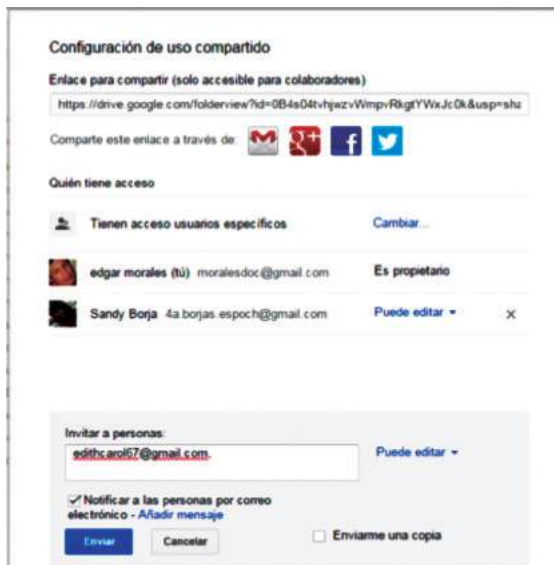 Configuración de uso compartido
Enlace para compartir (solo accesible para colaboradores)
https://drive.google.com/folderview?id=0B4s04tvhjwzvWmpvRkgtYWxJc0k&usp=sha
Comparte este enlace a través de:
Quién tiene acceso
Tienen acceso usuarios específicos Cambiar...
edgar morales (tú) moralesdoc@gmail.com Es propietario
Sandy Borja 4a.borjas.espoch@gmail.com Puede editar
Invitar a personas:
edithcarol67@gmail.com, Puede editar
Notificar a las personas por correo
electrónico - Añadir mensaje
Enviar Cancelar Enviarme una copia